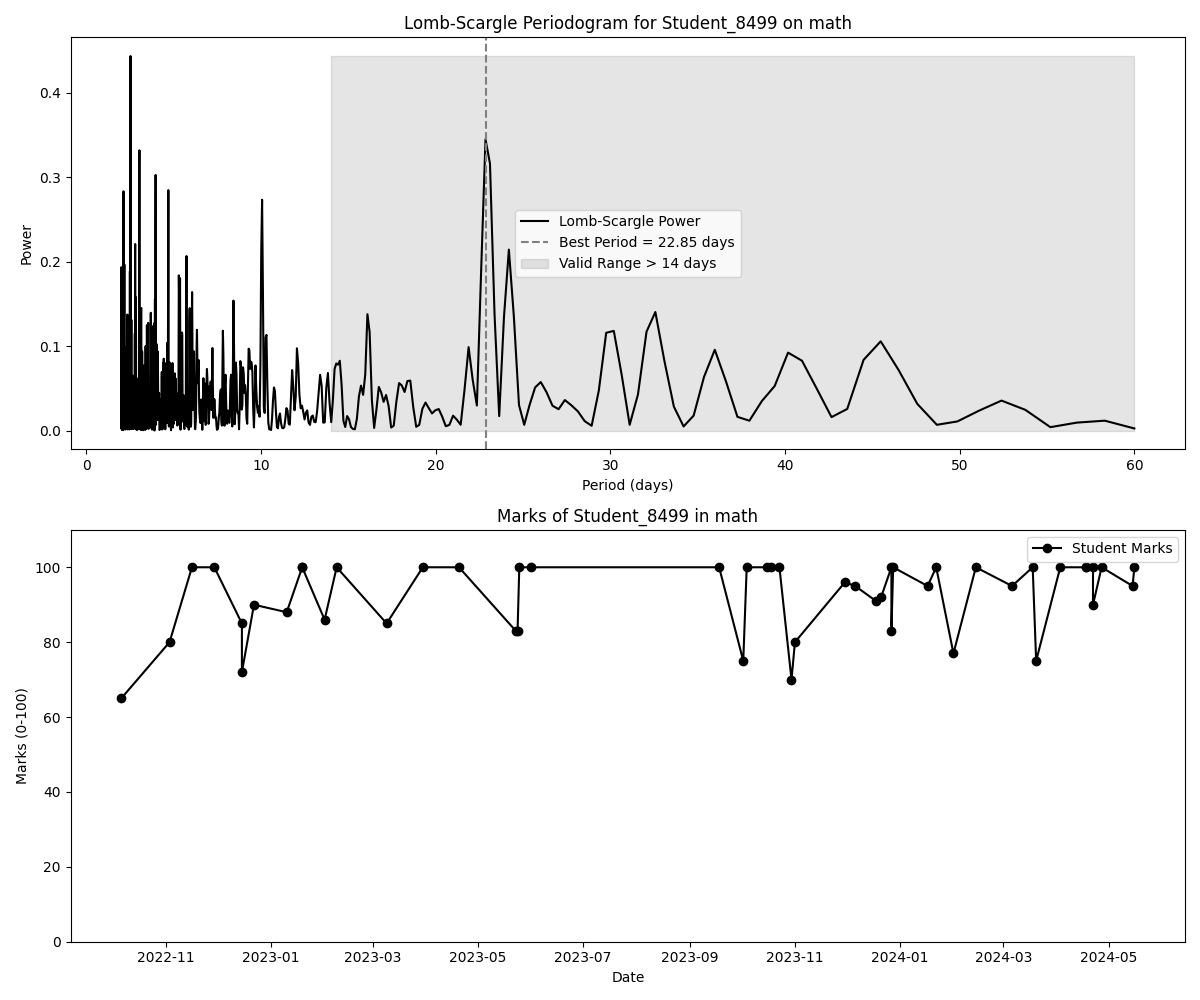 Lomb-Scargle Periodogram for Student_8499 on math
Power
0.4
0.3
0.2
0.1
0.0
Lomb-Scargle Power
Best Period = 22.85 days
Valid Range > 14 days
0 10 20 30 40 50 60
Period (days)
Marks of Student_8499 in math
Marks (0-100)
100
80
60
40
20
0
Student Marks
2022-11 2023-01 2023-03 2023-05 2023-07 2023-09 2023-11 2024-01 2024-03 2024-05
Date